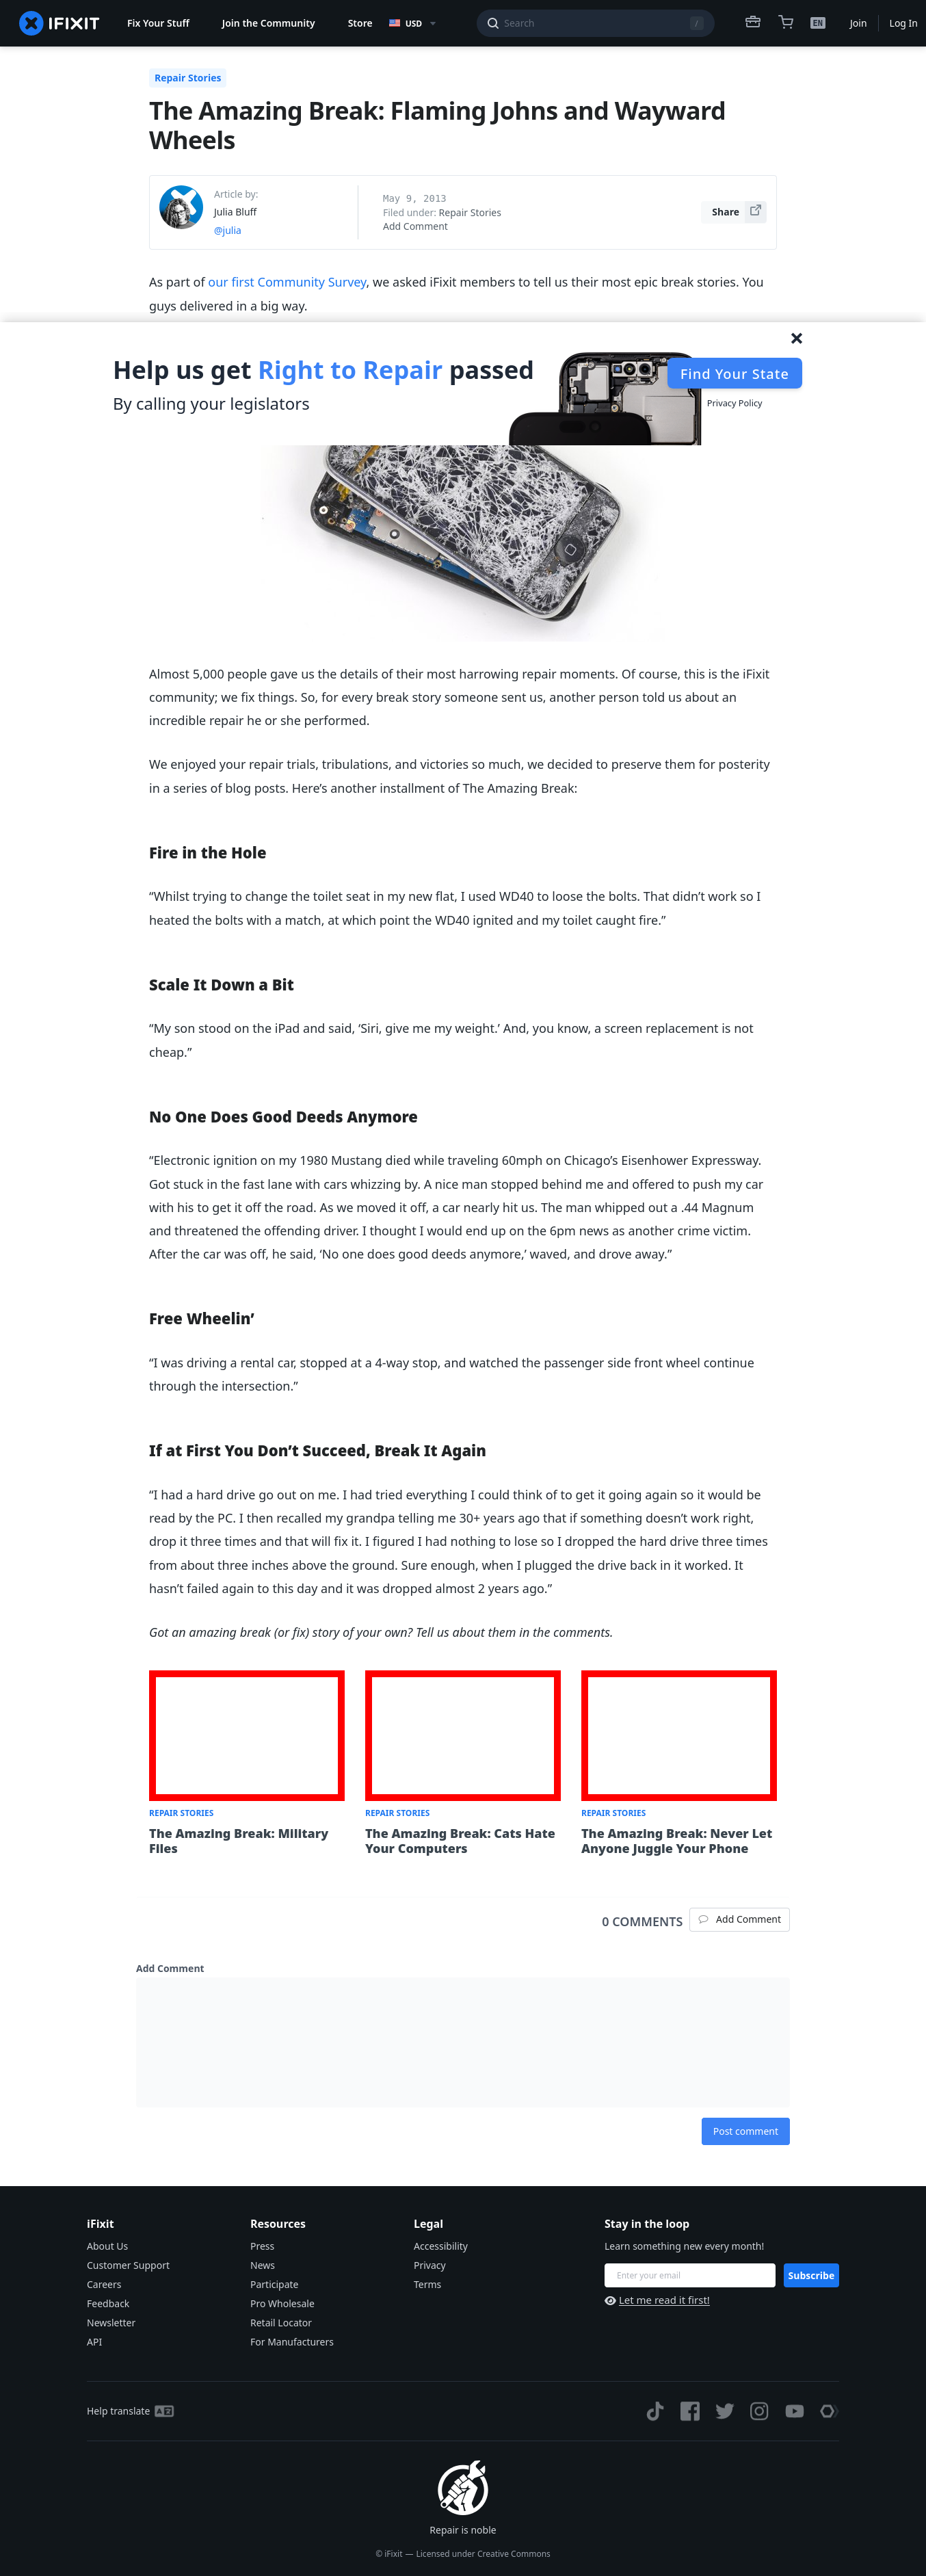 IFIXIT
Fix Your Stuff
Join the Community
Store
USD
Search
/
EN
Join
Log In
Repair Stories
The Amazing Break: Flaming Johns and Wayward
Wheels
Article by:
Julia Bluff
@julia
May 9, 2013
Filed under: Repair Stories
Add Comment
Share
As part of our first Community Survey, we asked iFixit members to tell us their most epic break stories. You
guys delivered in a big way.
Help us get Right to Repair passed
By calling your legislators
Find Your State
Privacy Policy
Almost 5,000 people gave us the details of their most harrowing repair moments. Of course, this is the iFixit
community; we fix things. So, for every break story someone sent us, another person told us about an
incredible repair he or she performed.
We enjoyed your repair trials, tribulations, and victories so much, we decided to preserve them for posterity
in a series of blog posts. Here’s another installment of The Amazing Break:
Fire in the Hole
“Whilst trying to change the toilet seat in my new flat, I used WD40 to loose the bolts. That didn’t work so I
heated the bolts with a match, at which point the WD40 ignited and my toilet caught fire.”
Scale It Down a Bit
“My son stood on the iPad and said, ‘Siri, give me my weight.’ And, you know, a screen replacement is not
cheap.”
No One Does Good Deeds Anymore
“Electronic ignition on my 1980 Mustang died while traveling 60mph on Chicago’s Eisenhower Expressway.
Got stuck in the fast lane with cars whizzing by. A nice man stopped behind me and offered to push my car
with his to get it off the road. As we moved it off, a car nearly hit us. The man whipped out a .44 Magnum
and threatened the offending driver. I thought I would end up on the 6pm news as another crime victim.
After the car was off, he said, ‘No one does good deeds anymore,’ waved, and drove away.”
Free Wheelin’
“I was driving a rental car, stopped at a 4-way stop, and watched the passenger side front wheel continue
through the intersection.”
If at First You Don’t Succeed, Break It Again
“I had a hard drive go out on me. I had tried everything I could think of to get it going again so it would be
read by the PC. I then recalled my grandpa telling me 30+ years ago that if something doesn’t work right,
drop it three times and that will fix it. I figured I had nothing to lose so I dropped the hard drive three times
from about three inches above the ground. Sure enough, when I plugged the drive back in it worked. It
hasn’t failed again to this day and it was dropped almost 2 years ago.”
Got an amazing break (or fix) story of your own? Tell us about them in the comments.
REPAIR STORIES
The Amazing Break: Military
Files
REPAIR STORIES
The Amazing Break: Cats Hate
Your Computers
REPAIR STORIES
The Amazing Break: Never Let
Anyone Juggle Your Phone
0 COMMENTS
Add Comment
Add Comment
Post comment
iFixit
About Us
Customer Support
Careers
Feedback
Newsletter
API
Resources
Press
News
Participate
Pro Wholesale
Retail Locator
For Manufacturers
Legal
Accessibility
Privacy
Terms
Stay in the loop
Learn something new every month!
Enter your email
Subscribe
Let me read it first!
Help translate
Repair is noble
© iFixit — Licensed under Creative Commons